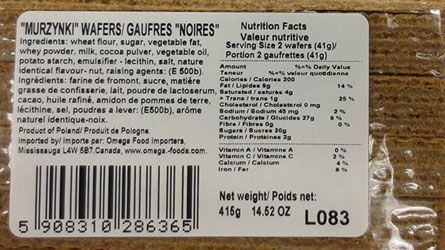 "MURZYNKI" WAFERS/ GAUFRES "NOIRES"
Ingredients: wheat flour, sugar, vegetable fat,
whey powder, milk, cocoa powder, vegetable oil,
potato starch, emulsifier - lecithin, salt, nature
identical flavour- nut, raising agents: (E 500b).
Ingrédients: farine de fromont, sucre, matière
grasse de confisserie, lait, poudre de lactoserum,
cacao, huile rafiné, amidon de pommes de terre,
lécithine, sel, poudres a lever: (E500b), arôme
naturel identique-noix.
Product of Poland/ Produit de Pologne.
Imported by/ Importe per: Omega Food Importers,
Mississauga L4W 5B7.Canada, www.omega-foods.com.
5 908310 286365
Nutrition Facts
Valeur nutritive
Serving Size 2 wafers (41g)
Portion 2 gaufrettes (41g)
Amount % Daily Value
Teneur %= valeur quotidienne
Calories / Calories 200
Fat / Lipides 9g 14 %
Saturated / saturés 4g
+ Trans / trans 1g 25 %
Cholesterol / Cholesterol 0 mg
Sodium / Sodium 45 mg 2 %
Carbohydrate / Glucides 27g 9 %
Fibre / Fibre 0g 0 %
Sugars / Sucres 20g
Protein / Protéines 2g
Vitamin A / Vitamine A 0 %
Vitamin C / Vitamine C 2 %
Calcium / Calcium 4 %
Iron / Fer 6 %
Net weight/ Poids net
415g 14.52 OZ L083